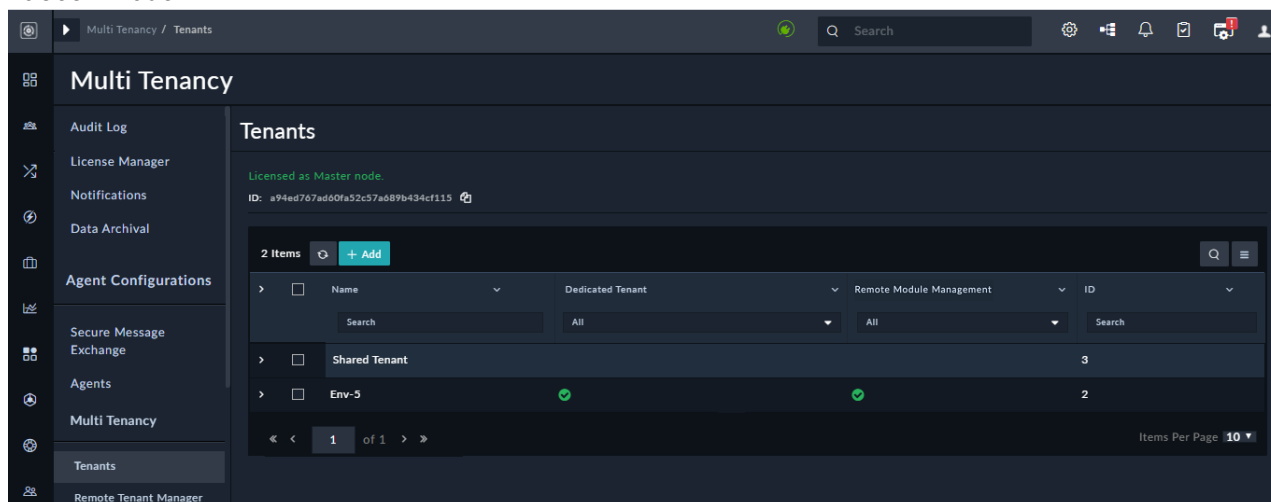 Multi Tenancy / Tenants
Search
!
Multi Tenancy
Audit Log
License Manager
Notifications
Data Archival
Agent Configurations
Secure Message
Exchange
Agents
Multi Tenancy
Tenants
Remote Tenant Manager
Tenants
Licensed as Master node.
ID: a94ed767ad60fa52c57a689b434cf115
2 Items + Add
Name Dedicated Tenant Remote Module Management ID
Search All All Search
Shared Tenant 3
Env-5 2
1 of 1
Items Per Page 10